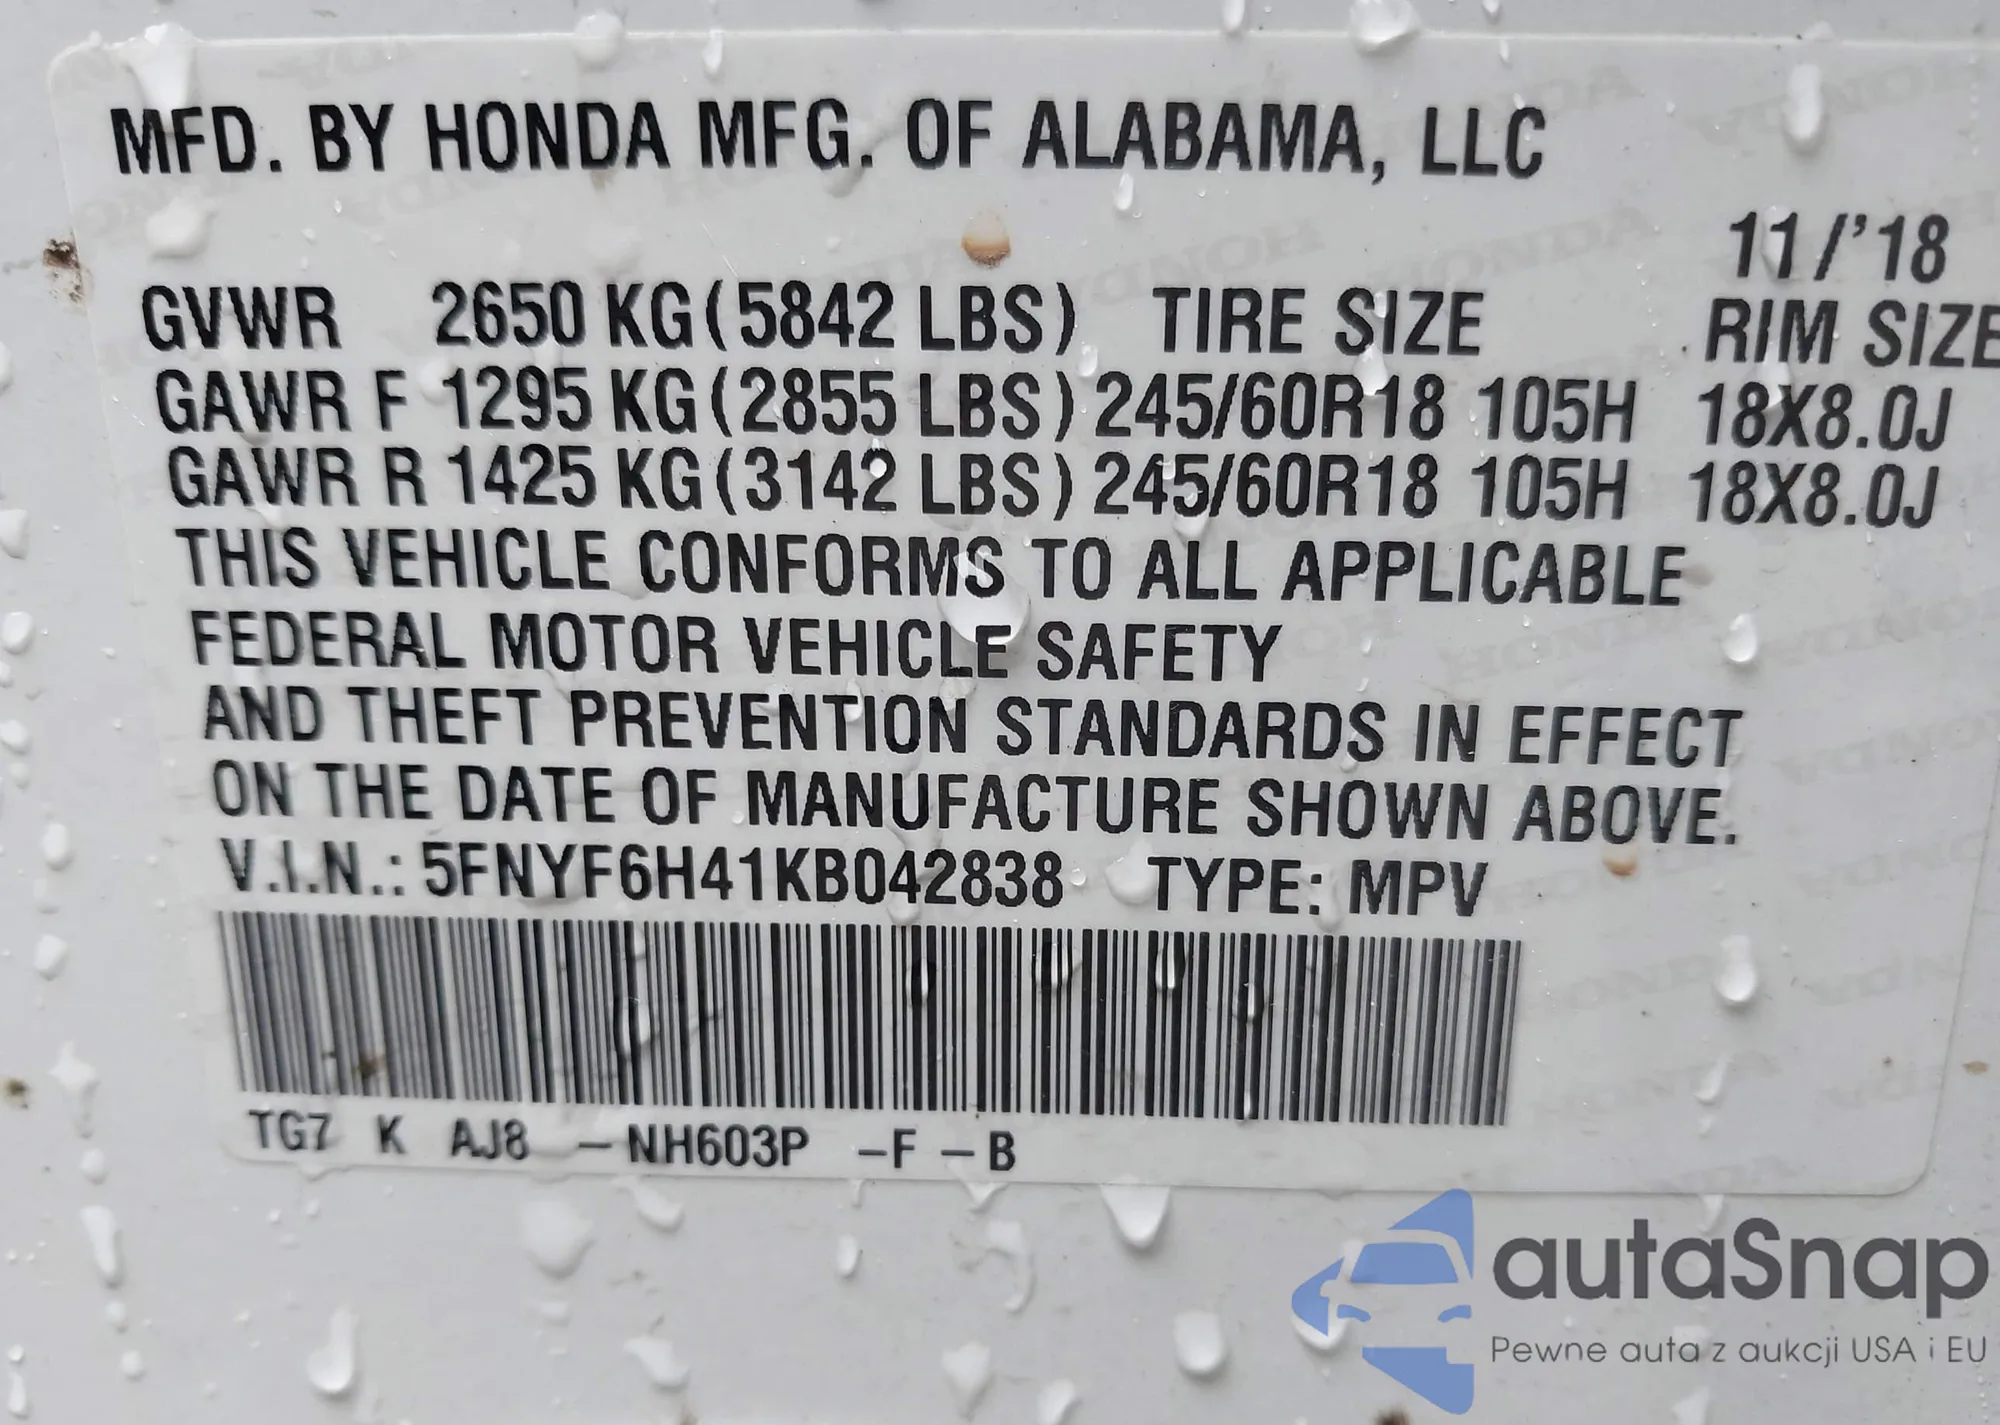 MFD. BY HONDA MFG. OF ALABAMA, LLC
11/'18
GVWR 2650 KG (5842 LBS) TIRE SIZE RIM SIZE
GAWR F 1295 KG (2855 LBS) 245/60R18 105H 18X8.0J
GAWR R 1425 KG (3142 LBS) 245/60R18 105H 18X8.0J
THIS VEHICLE CONFORMS TO ALL APPLICABLE
FEDERAL MOTOR VEHICLE SAFETY
AND THEFT PREVENTION STANDARDS IN EFFECT
ON THE DATE OF MANUFACTURE SHOWN ABOVE.
V.I.N.: 5FNYF6H41KB042838 TYPE: MPV
TG7 K AJ8 –NH603P –F –B
autaSnap
Pewne auta z aukcji USA i EU